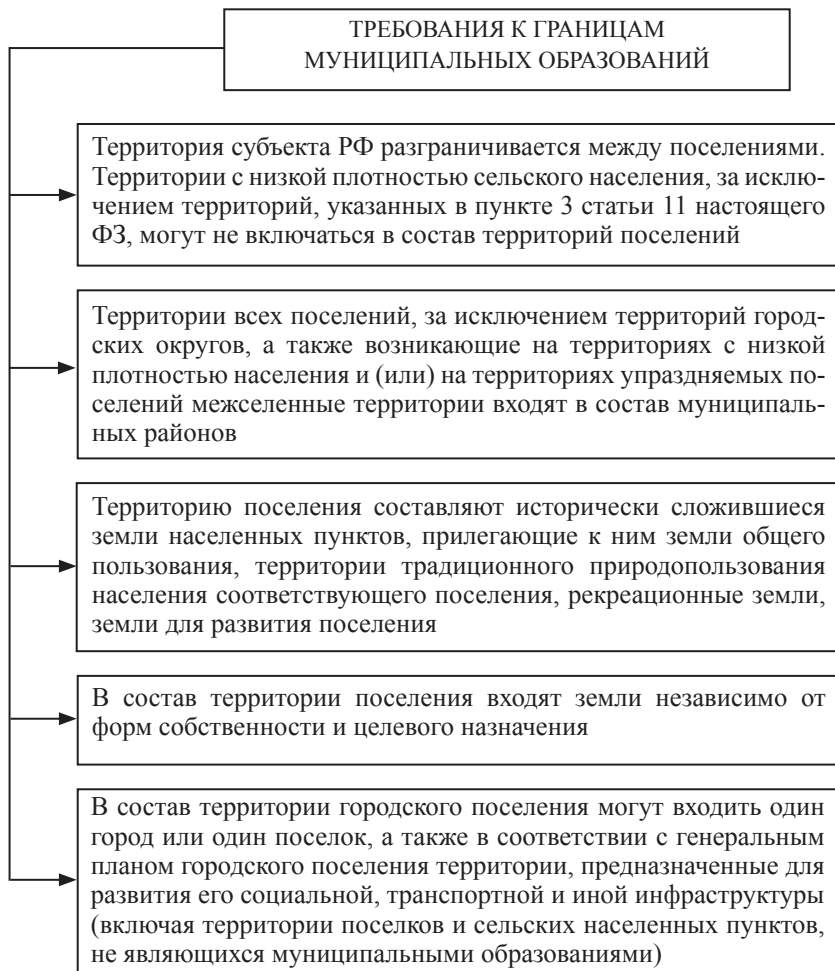 ТРЕБОВАНИЯ К ГРАНИЦАМ
МУНИЦИПАЛЬНЫХ ОБРАЗОВАНИЙ
Территория субъекта РФ разграничивается между поселениями.
Территории с низкой плотностью сельского населения, за исклю-
чением территорий, указанных в пункте 3 статьи 11 настоящего
ФЗ, могут не включаться в состав территорий поселений
Территории всех поселений, за исключением территорий город-
ских округов, а также возникающие на территориях с низкой
плотностью населения и (или) на территориях упраздняемых по-
селений межселенные территории входят в состав муниципаль-
ных районов
Территорию поселения составляют исторически сложившиеся
земли населенных пунктов, прилегающие к ним земли общего
пользования, территории традиционного природопользования
населения соответствующего поселения, рекреационные земли,
земли для развития поселения
В состав территории поселения входят земли независимо от
форм собственности и целевого назначения
В состав территории городского поселения могут входить один
город или один поселок, а также в соответствии с генеральным
планом городского поселения территории, предназначенные для
развития его социальной, транспортной и иной инфраструктуры
(включая территории поселков и сельских населенных пунктов,
не являющихся муниципальными образованиями)